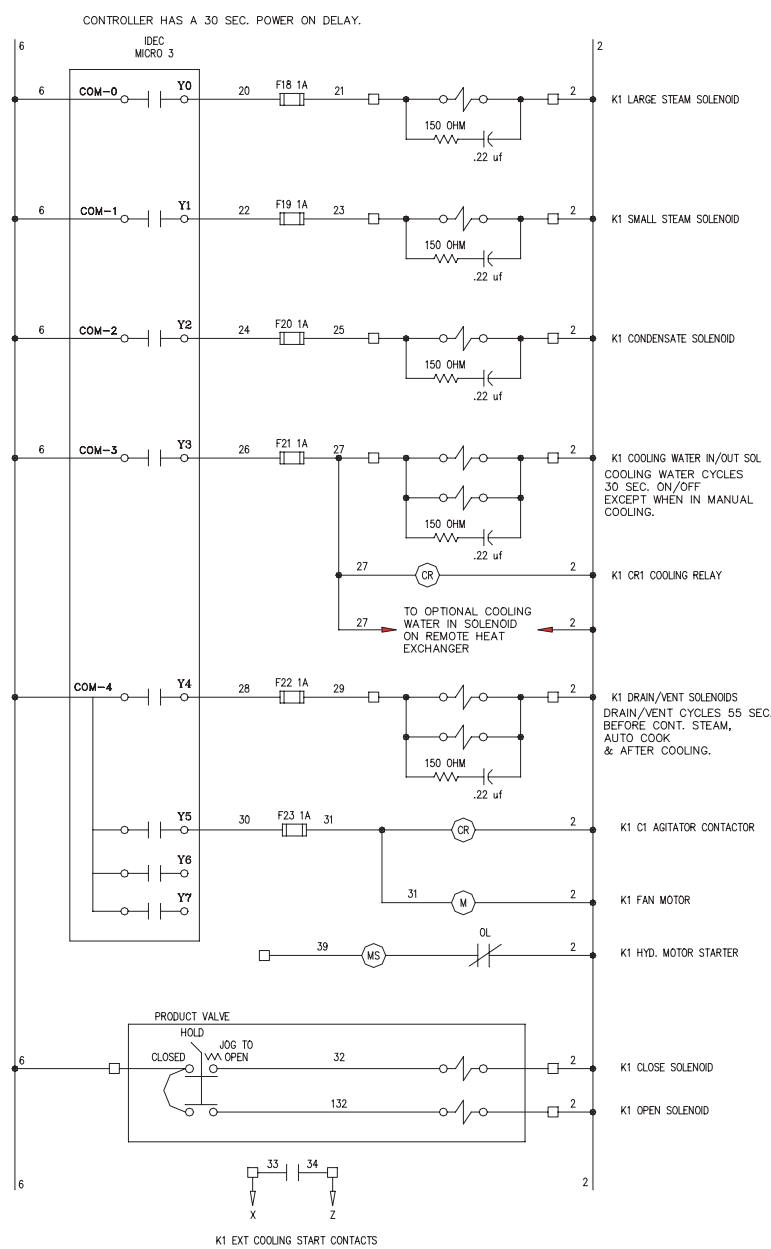 CONTROLLER HAS A 30 SEC. POWER ON DELAY.
6
2
IDEC
MICRO 3
6
COM-0
Y0
20
F18 1A
21
2
K1 LARGE STEAM SOLENOID
150 OHM
.22 uf
6
COM-1
Y1
22
F19 1A
23
2
K1 SMALL STEAM SOLENOID
150 OHM
.22 uf
6
COM-2
Y2
24
F20 1A
25
2
K1 CONDENSATE SOLENOID
150 OHM
.22 uf
6
COM-3
Y3
26
F21 1A
27
2
K1 COOLING WATER IN/OUT SOL
COOLING WATER CYCLES
30 SEC. ON/OFF
EXCEPT WHEN IN MANUAL
COOLING.
150 OHM
.22 uf
27
CR
2
K1 CR1 COOLING RELAY
27
TO OPTIONAL COOLING
WATER IN SOLENOID
ON REMOTE HEAT
EXCHANGER
2
COM-4
Y4
28
F22 1A
29
2
K1 DRAIN/VENT SOLENOIDS
DRAIN/VENT CYCLES 55 SEC.
BEFORE CONT. STEAM,
AUTO COOK
& AFTER COOLING.
150 OHM
.22 uf
Y5
30
F23 1A
31
CR
2
K1 C1 AGITATOR CONTACTOR
Y6
Y7
31
M
2
K1 FAN MOTOR
39
MS
OL
2
K1 HYD. MOTOR STARTER
PRODUCT VALVE
HOLD
JOG TO
OPEN
CLOSED
6
32
2
K1 CLOSE SOLENOID
132
2
K1 OPEN SOLENOID
33
34
6
2
X
Z
K1 EXT COOLING START CONTACTS